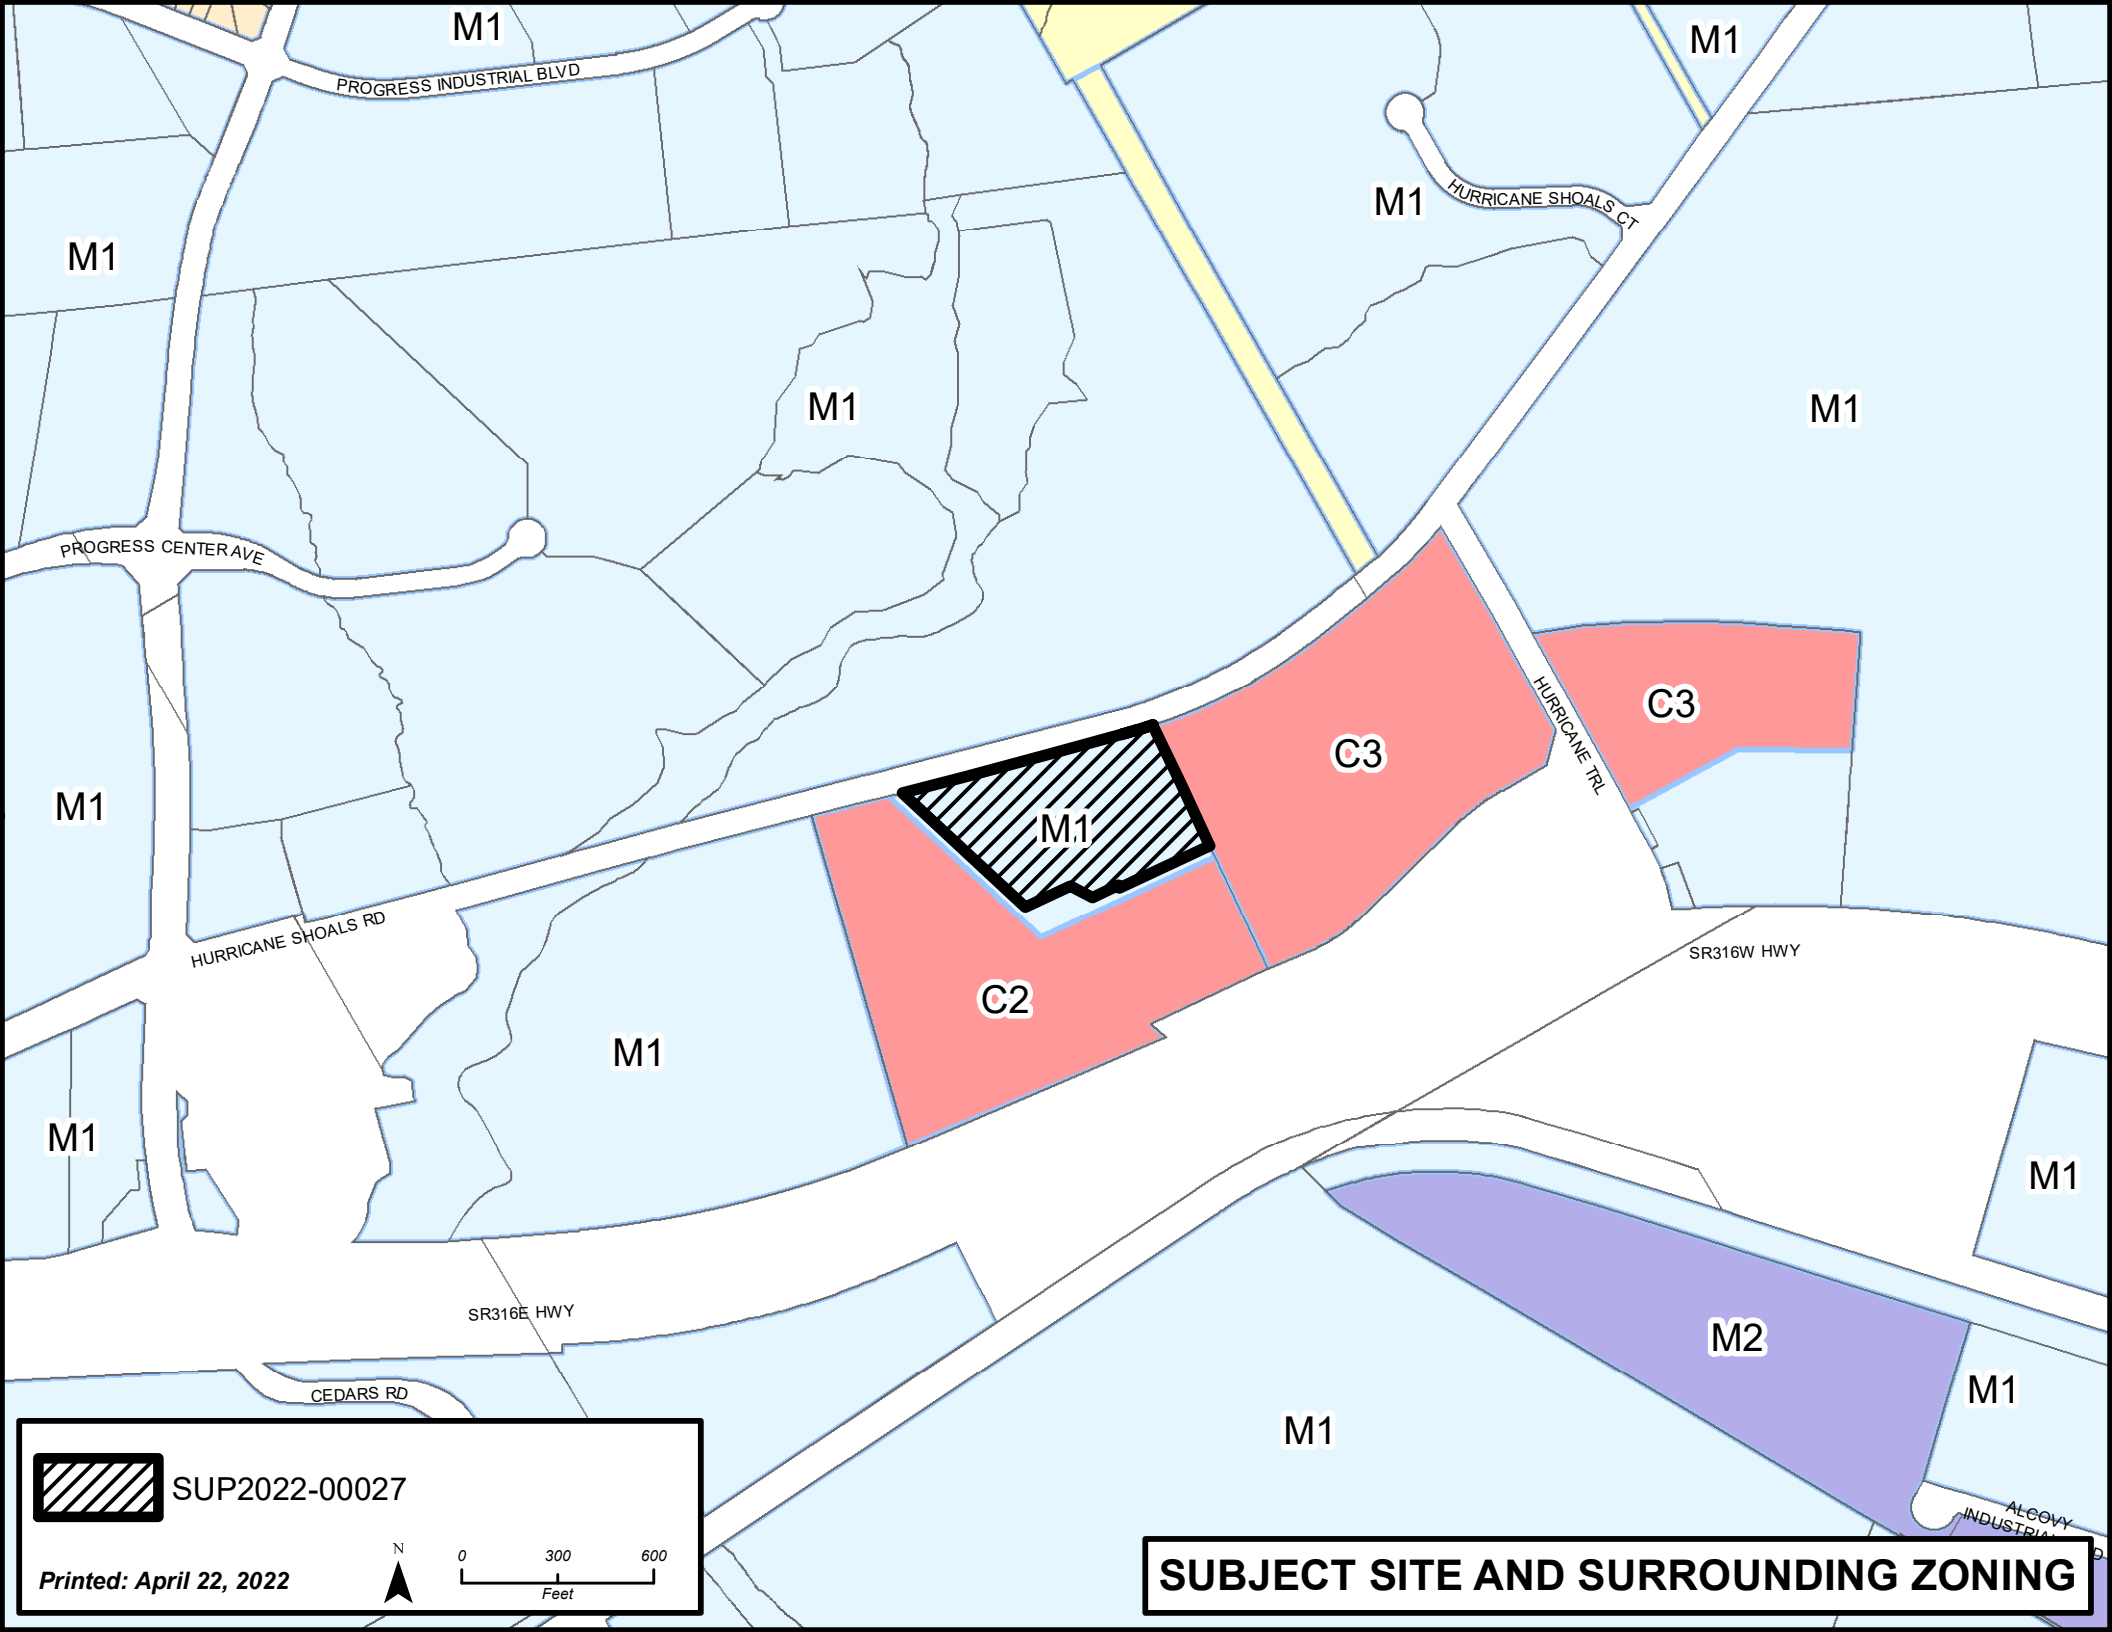 M1
M1
PROGRESS INDUSTRIAL BLVD
M1
HURRICANE SHOALS CT
M1
M1
M1
PROGRESS CENTER AVE
C3
HURRICANE TRL
C3
M1
M1
HURRICANE SHOALS RD
SR316W HWY
C2
M1
M1
M1
SR316E HWY
M2
CEDARS RD
M1
M1
SUP2022-00027
ALCOVY
INDUSTRIAL
N
0 300 600
Feet
Printed: April 22, 2022
SUBJECT SITE AND SURROUNDING ZONING